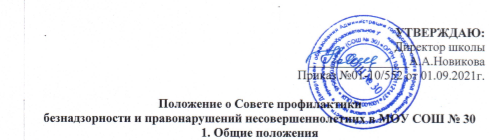 УТВЕРЖДАЮ:
Директор школы
А.А.Новикова
Приказ №01-10/552 от 01.09.2021г.
Положение о Совете профилактики
безнадзорности и правонарушений несовершеннолетних в МОУ СОШ № 30
1. Общие положения